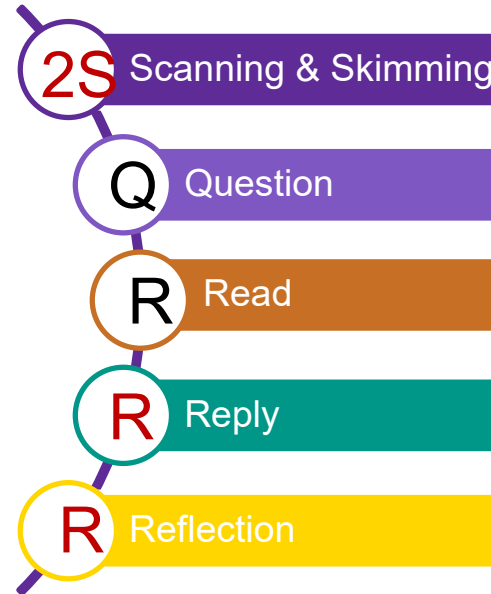 2S Scanning & Skimming
Q Question
R Read
R Reply
R Reflection